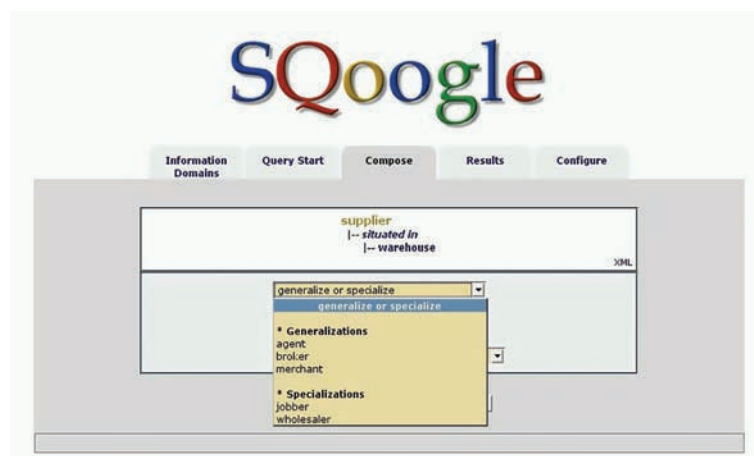 SQoogle
Information Domains
Query Start
Compose
Results
Configure
supplier
|-- situated in
|-- warehouse
XML
generalize or specialize
generalize or specialize
* Generalizations
agent
broker
merchant
* Specializations
jobber
wholesaler